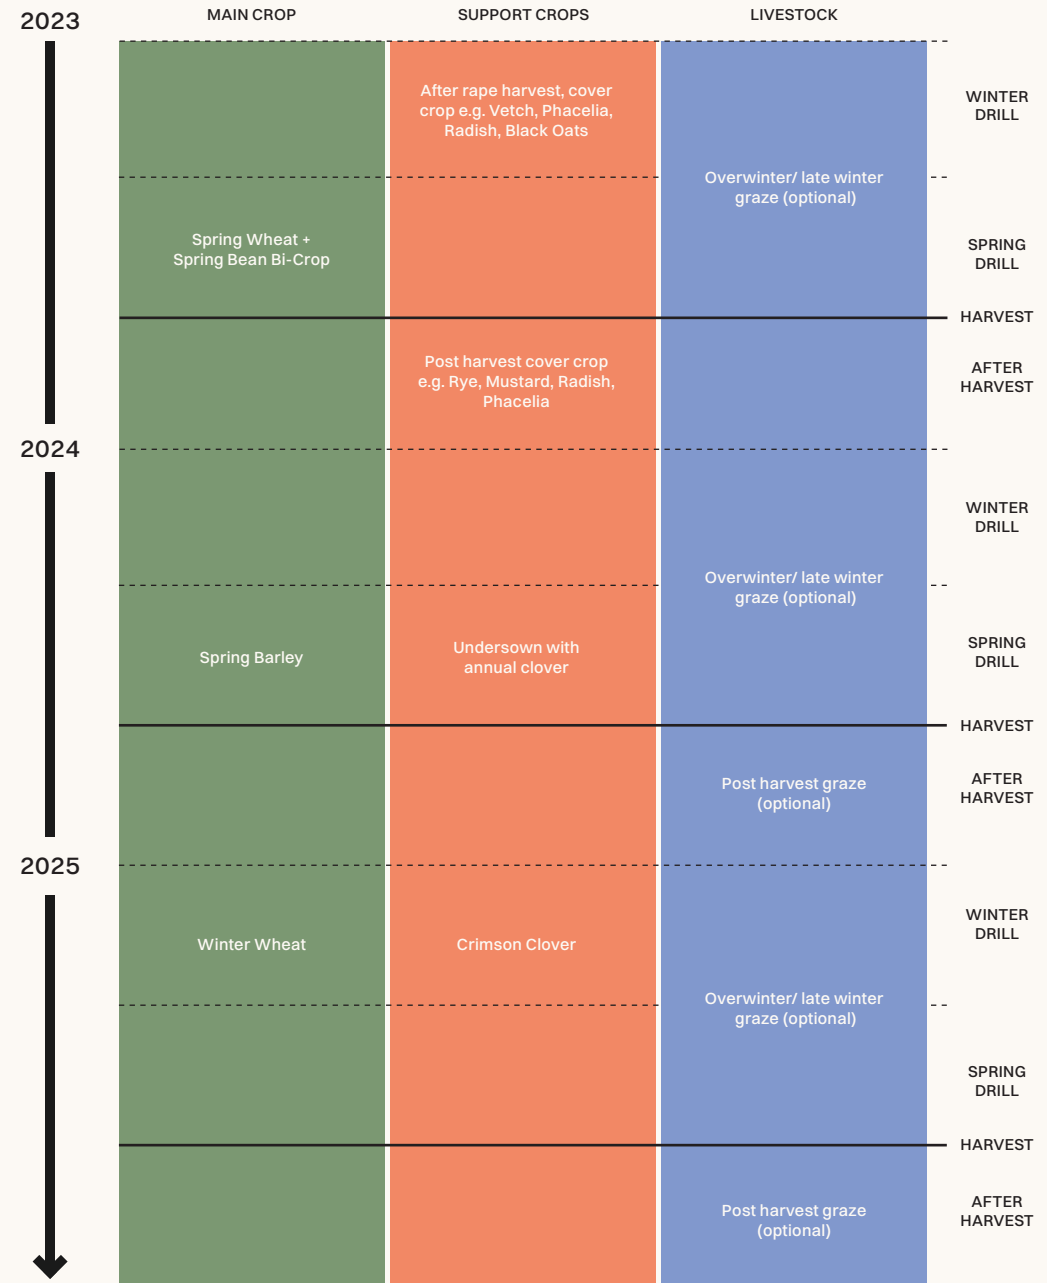 2023
MAIN CROP
SUPPORT CROPS
LIVESTOCK
After rape harvest, cover
crop e.g. Vetch, Phacelia,
Radish, Black Oats
WINTER
DRILL
Overwinter/ late winter
graze (optional)
Spring Wheat +
Spring Bean Bi-Crop
SPRING
DRILL
HARVEST
Post harvest cover crop
e.g. Rye, Mustard, Radish,
Phacelia
AFTER
HARVEST
2024
WINTER
DRILL
Overwinter/ late winter
graze (optional)
Spring Barley
Undersown with
annual clover
SPRING
DRILL
HARVEST
Post harvest graze
(optional)
AFTER
HARVEST
2025
Winter Wheat
Crimson Clover
WINTER
DRILL
Overwinter/ late winter
graze (optional)
SPRING
DRILL
HARVEST
Post harvest graze
(optional)
AFTER
HARVEST